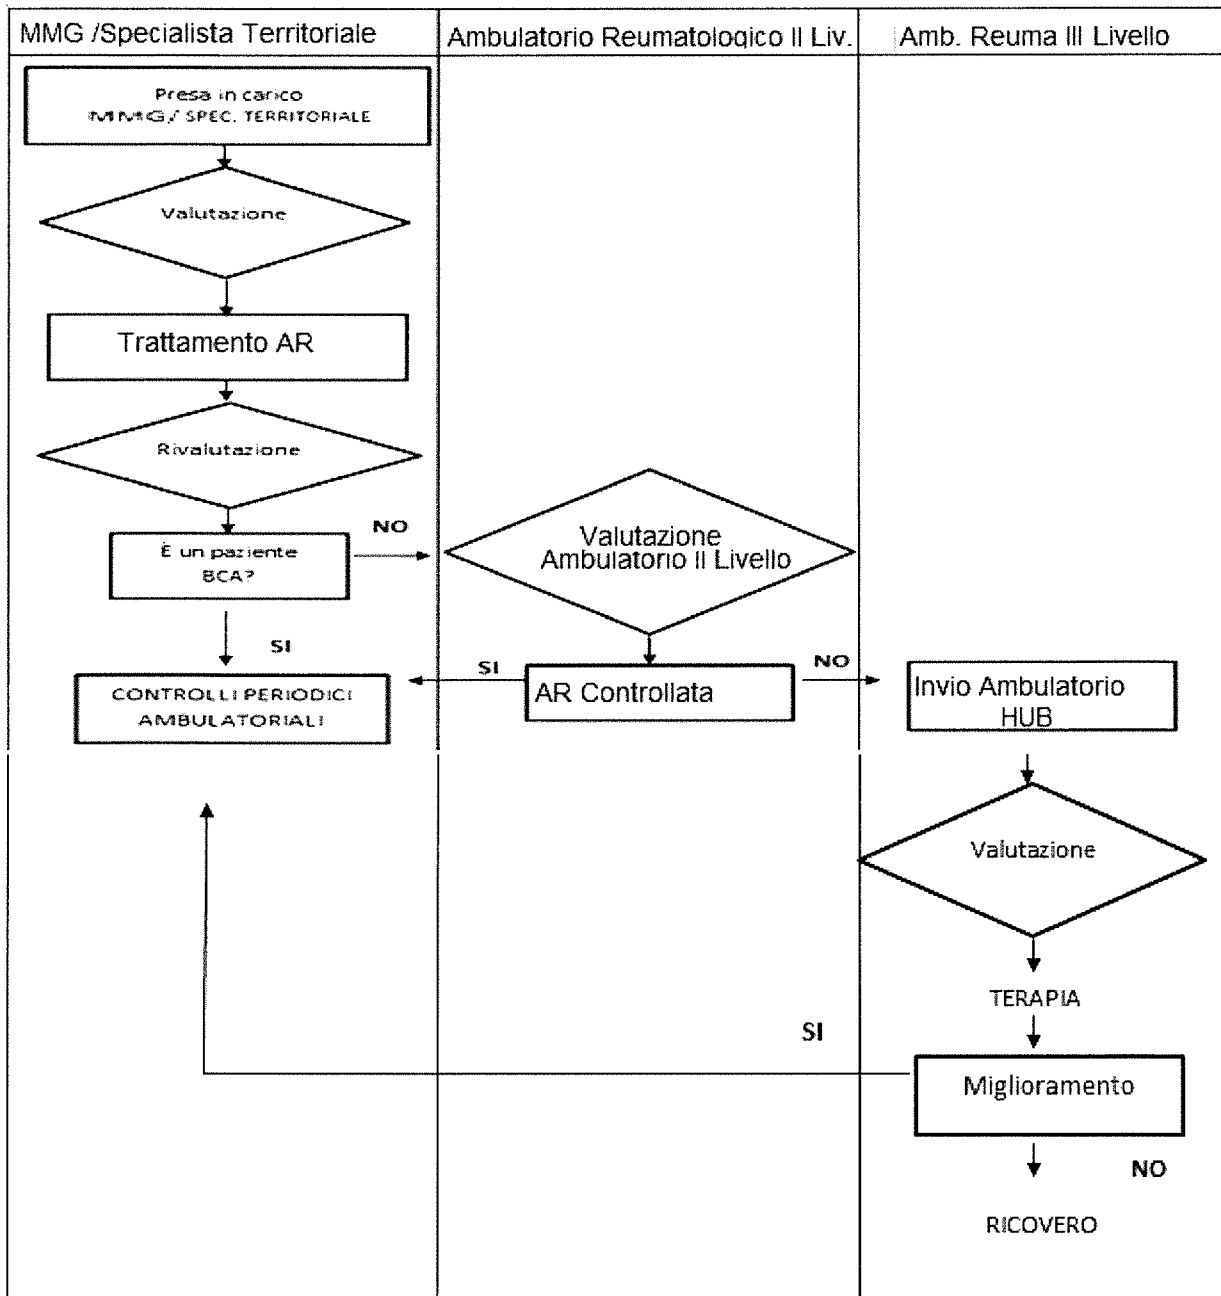 MMG /Specialista Territoriale
Ambulatorio Reumatologico II Liv.
Amb. Reuma III Livello
Presa in carico
MMG/ SPEC. TERRITORIALE
Valutazione
Trattamento AR
Rivalutazione
È un paziente
BCA?
NO
SI
CONTROLLI PERIODICI
AMBULATORIALI
Valutazione
Ambulatorio II Livello
SI
AR Controllata
NO
Invio Ambulatorio
HUB
Valutazione
TERAPIA
SI
Miglioramento
NO
RICOVERO